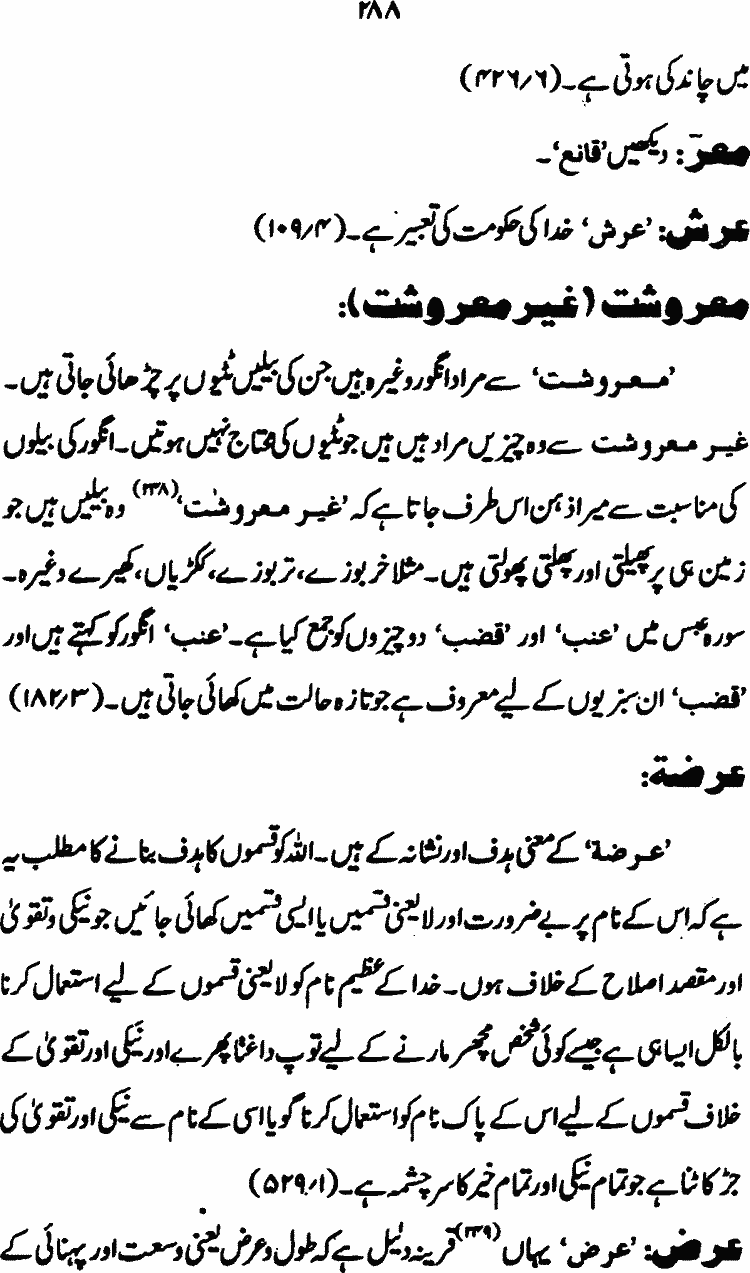 ۲۸۸
میں چاند کی ہوتی ہے۔(۴۲۶/۶)
معرّ: دیکھیں ’قانع‘۔
عرش: ’عرش‘ خدا کی حکومت کی تعبیر ہے۔(۱۰۹/۴)
معروشت (غیر معروشت):
’معروشت‘ سے مراد انگور وغیرہ ہیں جن کی بیلیں ٹٹیوں پر چڑھائی جاتی ہیں۔
غیر معروشت سے وہ چیزیں مراد ہیں ہیں جو ٹٹیوں کی محتاج نہیں ہوتیں۔ انگور کی بیلوں
کی مناسبت سے میرا ذہن اس طرف جاتا ہے کہ ’غیر معروشٰت‘(۲۳۸) وہ بیلیں ہیں جو
زمین ہی پر پھیلتی اور پھلتی پھولتی ہیں۔ مثلا خربوزے، تربوزے، ککڑیاں، کھیرے وغیرہ۔
سورہ عبس میں ’عنب‘ اور ’قضب‘ دو چیزوں کو جمع کیا ہے۔ ’عنب‘ انگور کو کہتے ہیں اور
’قضب‘ ان سبزیوں کے لیے معروف ہے جو تازہ حالت میں کھائی جاتی ہیں۔(۱۸۲/۳)
عرضۃ:
’عرضۃ‘ کے معنی ہدف اور نشانہ کے ہیں۔ اللہ کو قسموں کا ہدف بنانے کا مطلب یہ
ہے کہ اس کے نام پر بے ضرورت اور لا یعنی قسمیں یا ایسی قسمیں کھائی جائیں جو نیکی و تقویٰ
اور مقصد اصلاح کے خلاف ہوں۔ خدا کے عظیم نام کو لا یعنی قسموں کے لیے استعمال کرنا
بالکل ایسا ہی ہے جیسے کوئی شخص مچھر مارنے کے لیے توپ داغتا پھرے اور نیکی اور تقویٰ کے
خلاف قسموں کے لیے اس کے پاک نام کو استعمال کرنا گویا اسی کے نام سے نیکی اور تقویٰ کی
جڑ کاٹنا ہے جو تمام نیکی اور تمام خیر کا سرچشمہ ہے۔(۵۲۹/۱)
عرض: ’عرض‘ یہاں(۲۳۹) قرینہ دلیل ہے کہ طول و عرض یعنی وسعت اور پہنائی کے